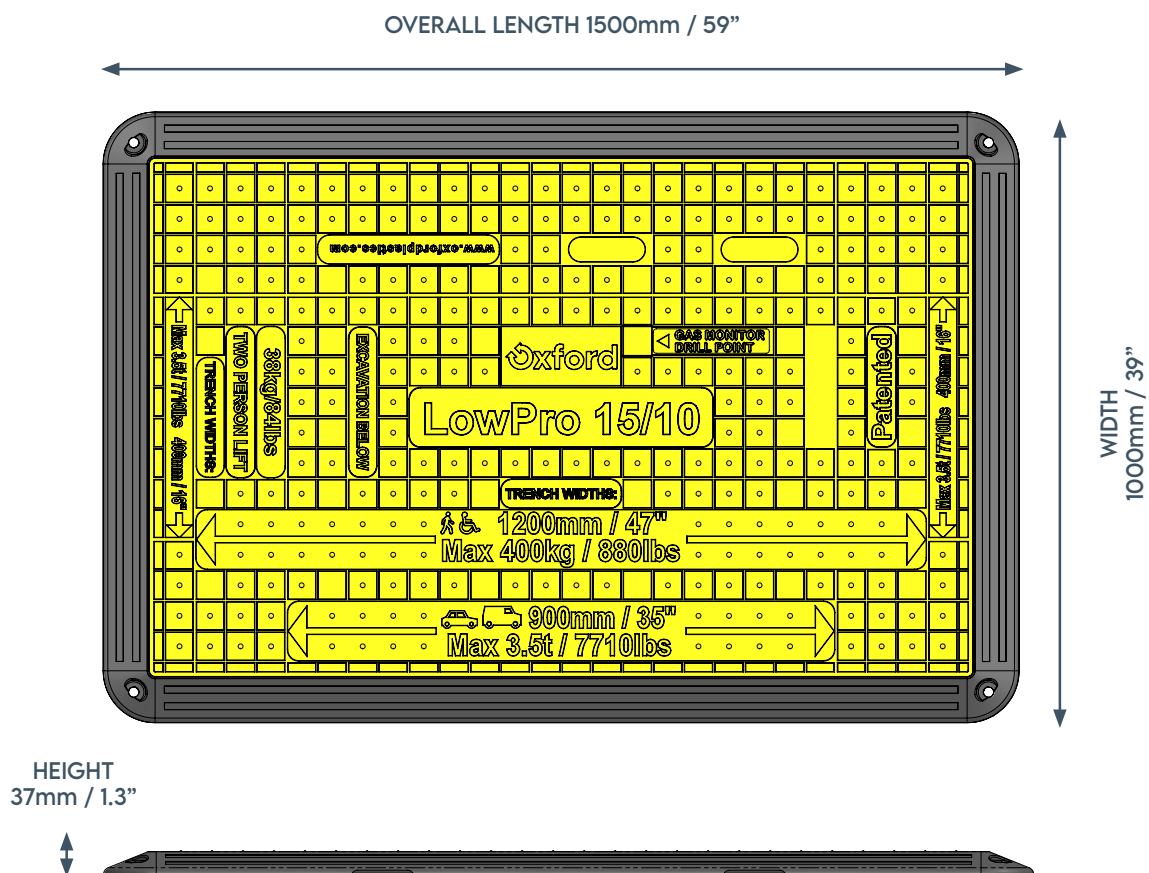 OVERALL LENGTH 1500mm / 59”
www.oxfordplastics.com
GAS MONITOR
DRILL POINT
Oxford
LowPro 15/10
Max 3.5t / 7710lbs 400mm / 16"
TRENCH WIDTHS:
TWO PERSON LIFT
38kg/84lbs
EXCAVATION BELOW
Patented
Max 3.5t / 7710lbs 400mm / 16"
TRENCH WIDTHS:
1200mm / 47"
Max 400kg / 880lbs
900mm / 35"
Max 3.5t / 7710lbs
WIDTH
1000mm / 39”
HEIGHT
37mm / 1.3”